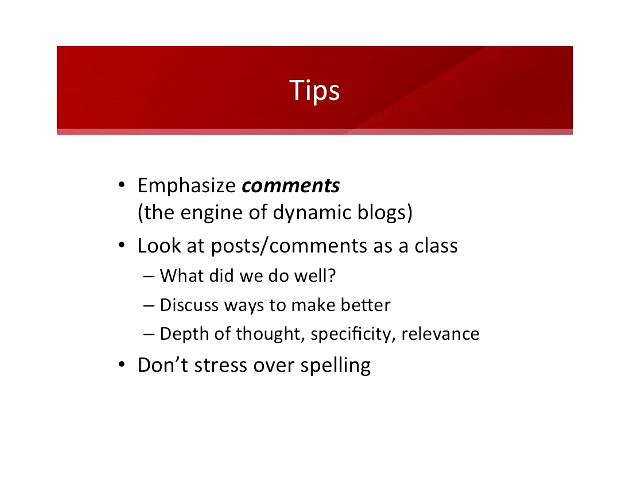 Tips
• Emphasize comments
(the engine of dynamic blogs)
• Look at posts/comments as a class
– What did we do well?
– Discuss ways to make better
– Depth of thought, specificity, relevance
• Don’t stress over spelling